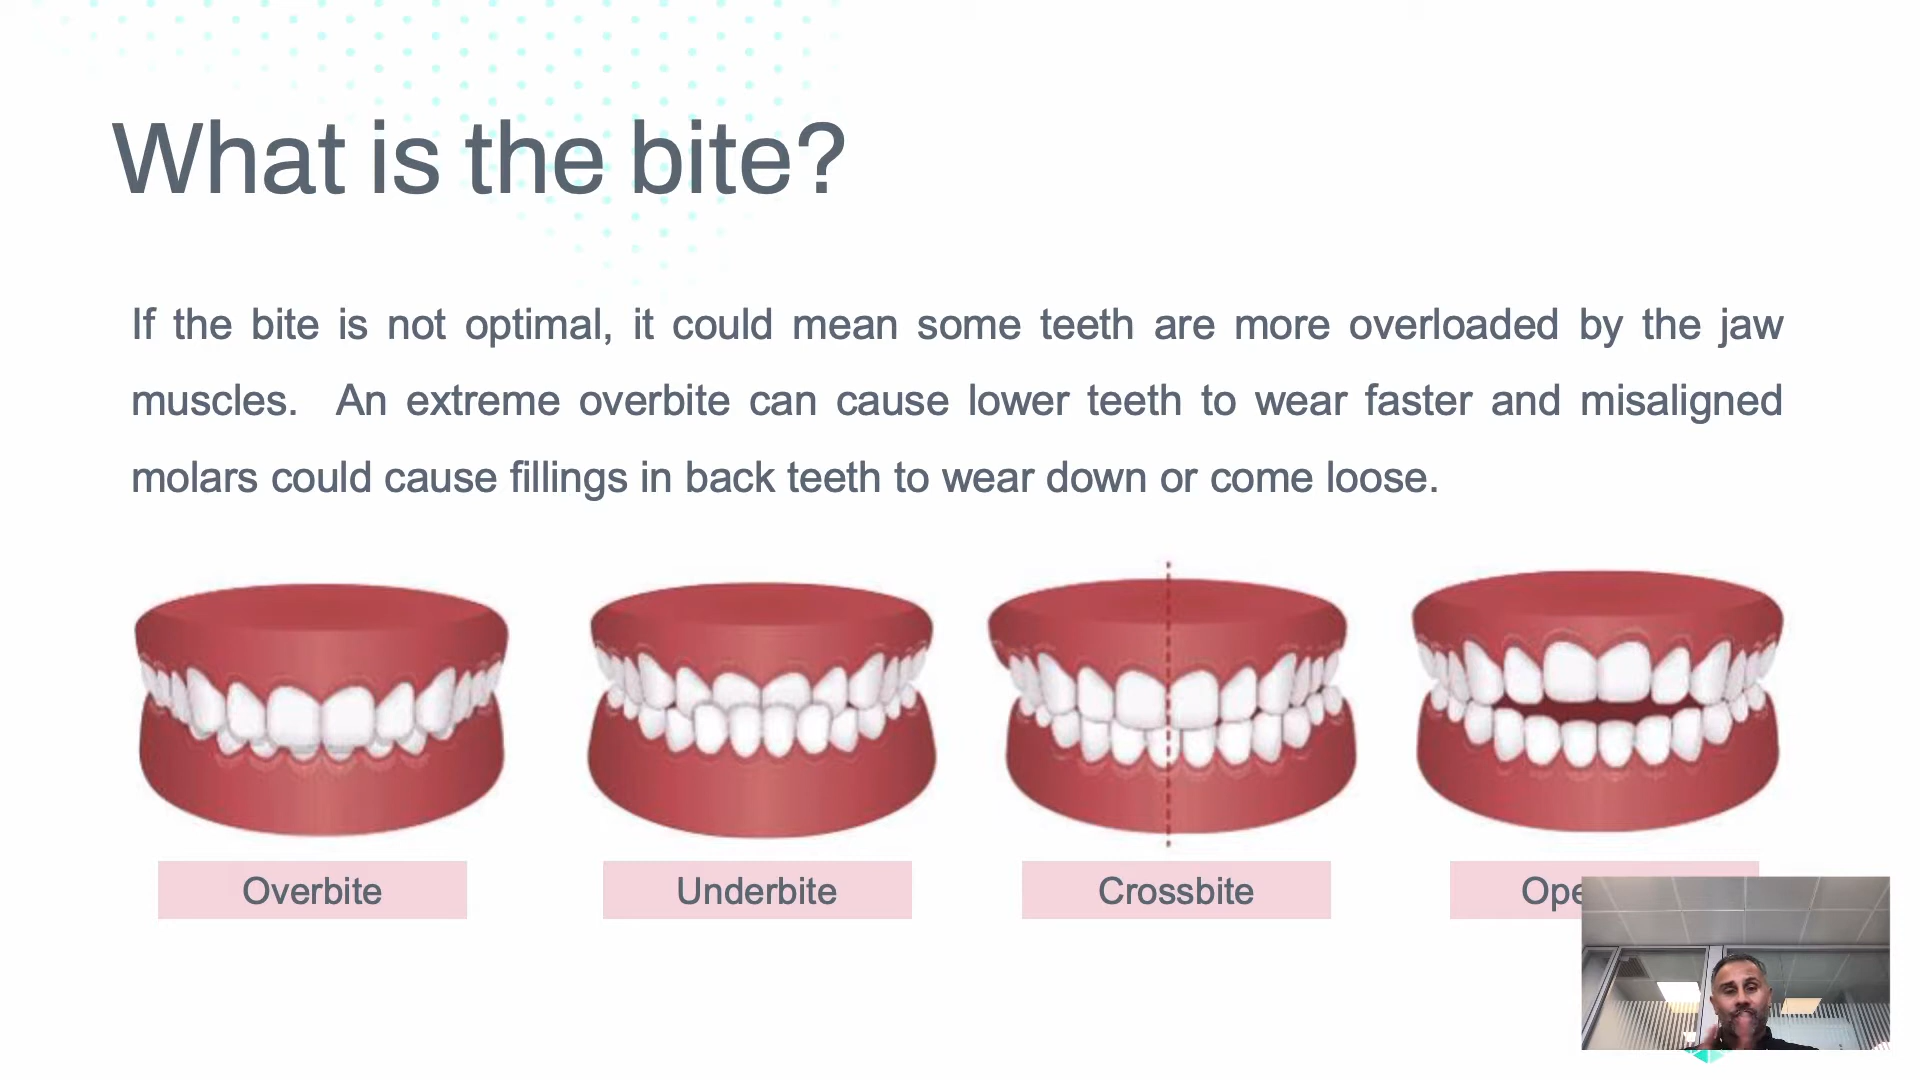 What is the bite?
If the bite is not optimal, it could mean some teeth are more overloaded by the jaw
muscles. An extreme overbite can cause lower teeth to wear faster and misaligned
molars could cause fillings in back teeth to wear down or come loose.
Overbite
Underbite
Crossbite